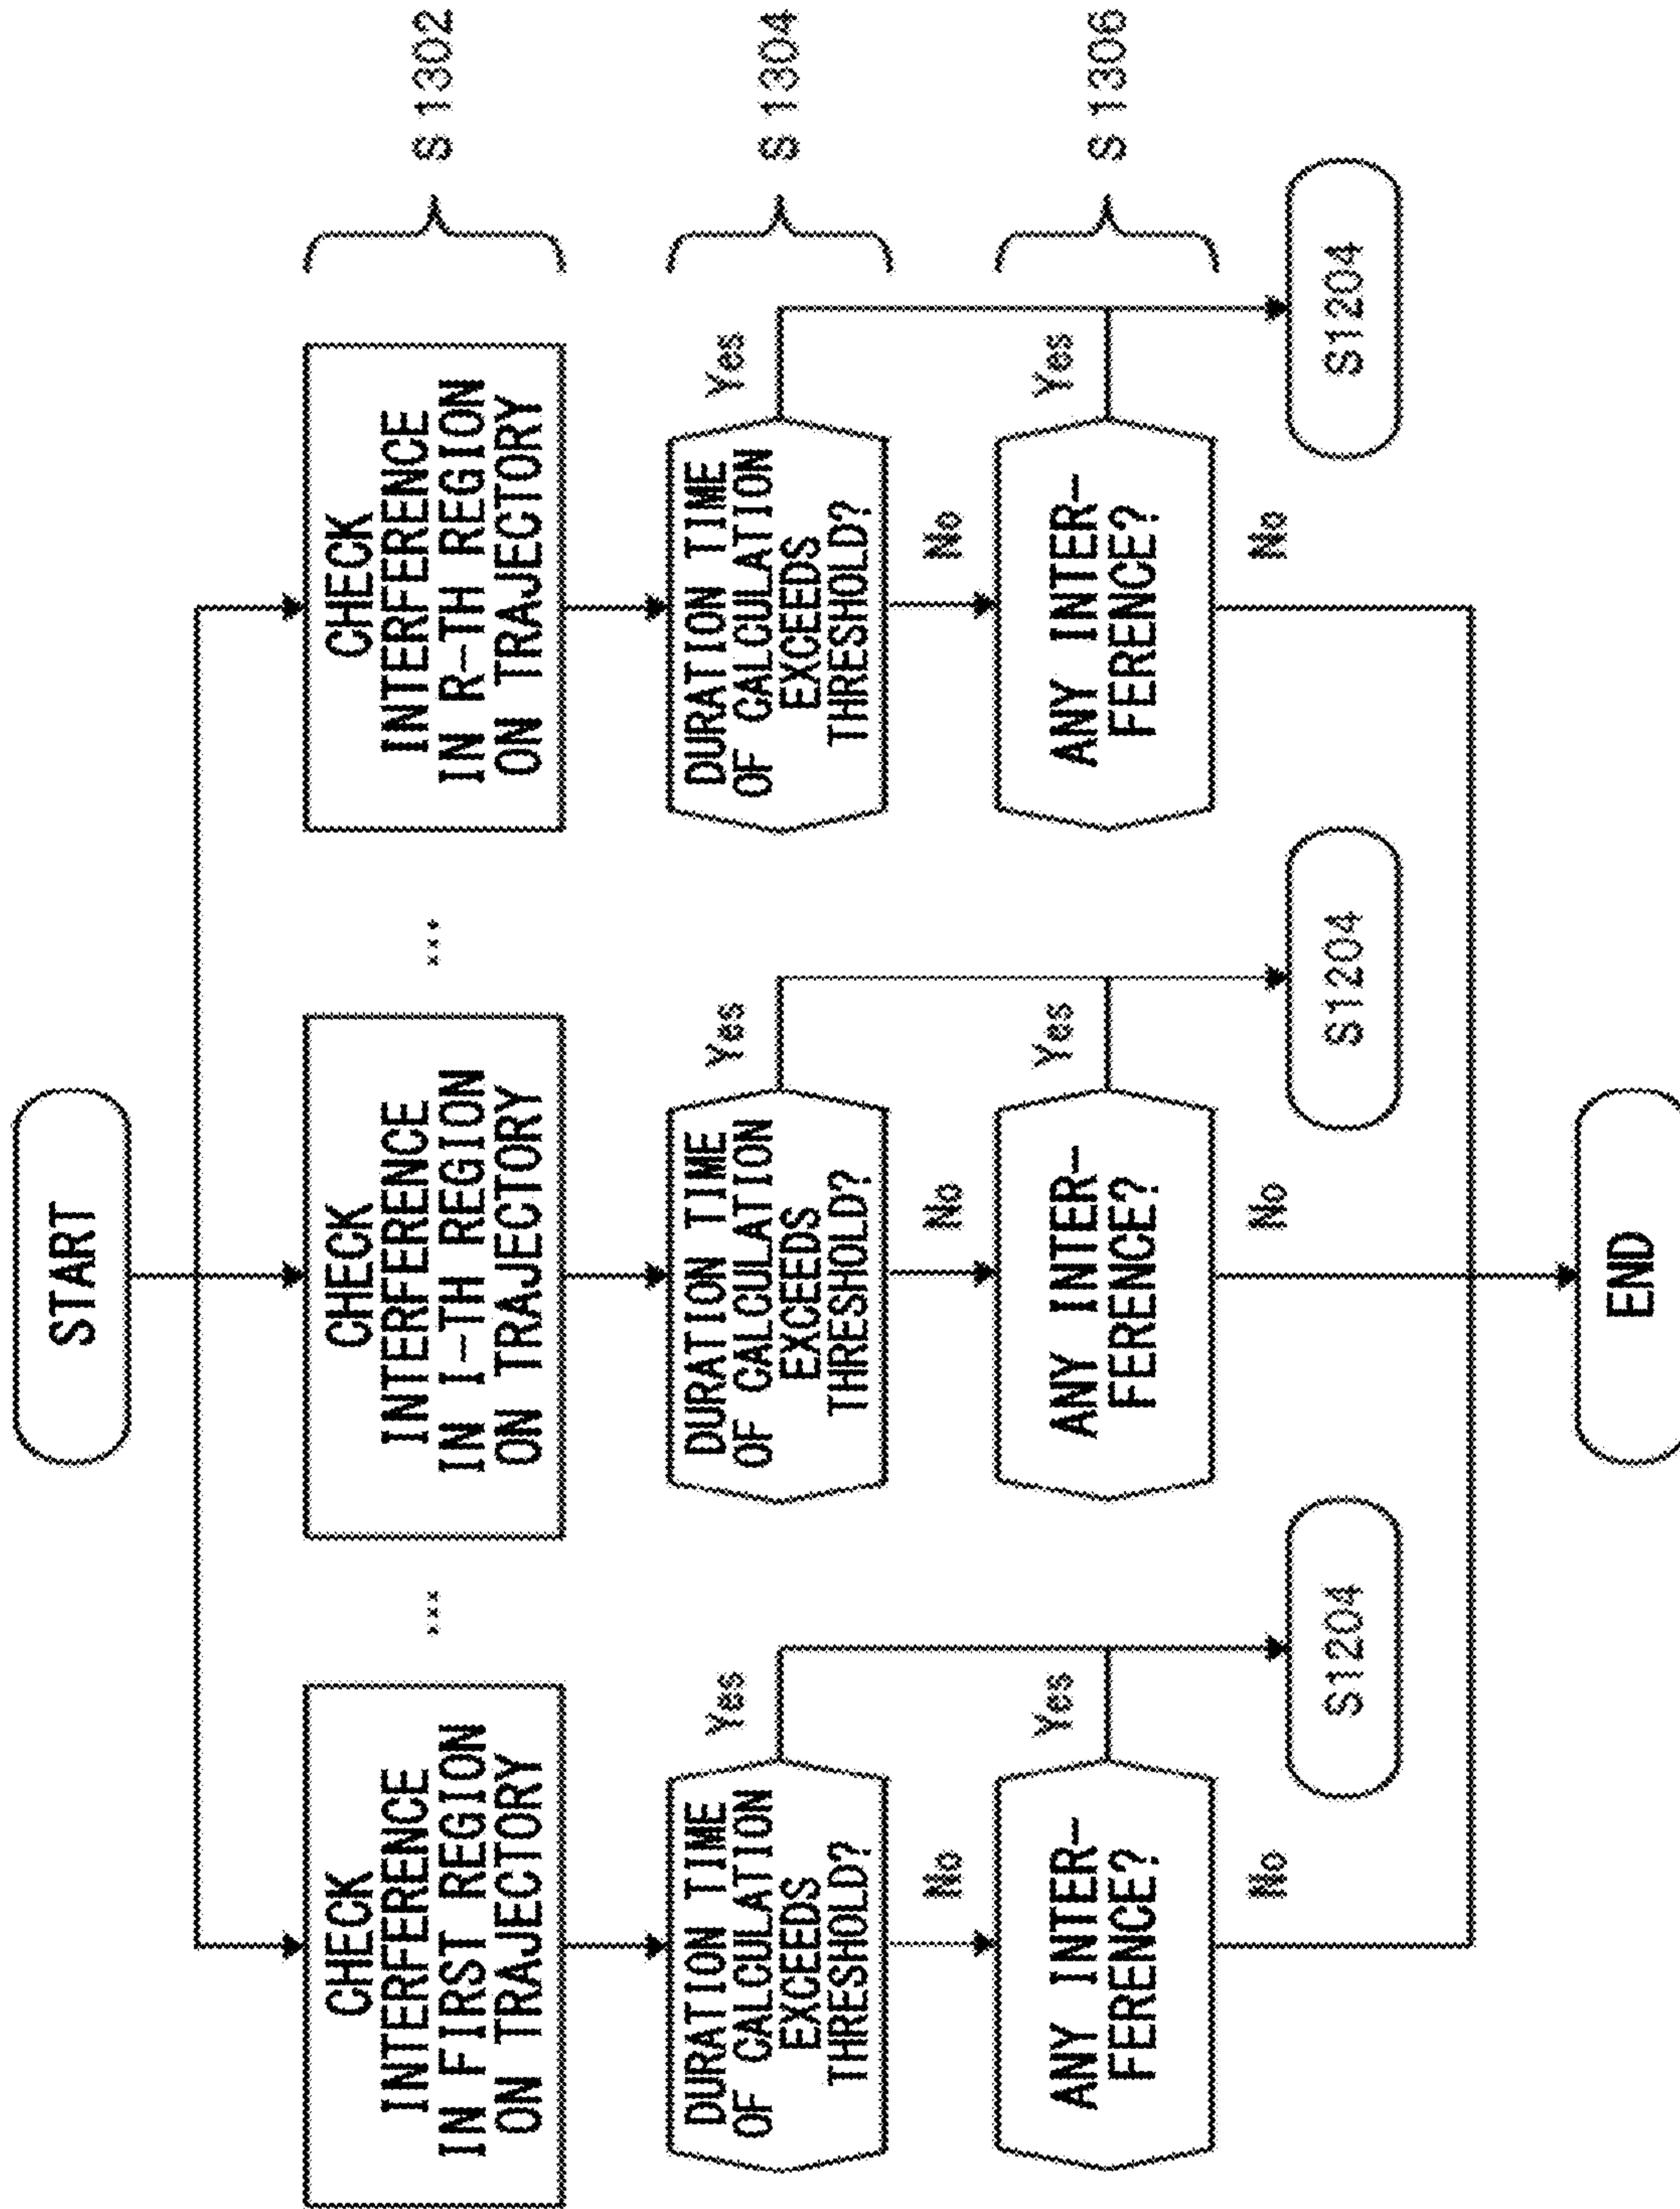 START
CHECK
INTERFERENCE
IN FIRST REGION
ON TRAJECTORY
...
CHECK
INTERFERENCE
IN I-TH REGION
ON TRAJECTORY
...
CHECK
INTERFERENCE
IN R-TH REGION
ON TRAJECTORY
S1302
DURATION TIME
OF CALCULATION
EXCEEDS
THRESHOLD?
Yes
DURATION TIME
OF CALCULATION
EXCEEDS
THRESHOLD?
Yes
DURATION TIME
OF CALCULATION
EXCEEDS
THRESHOLD?
Yes
S1304
No
No
No
ANY INTER-
FERENCE?
Yes
ANY INTER-
FERENCE?
Yes
ANY INTER-
FERENCE?
Yes
S1306
No
No
No
S1204
S1204
S1204
END